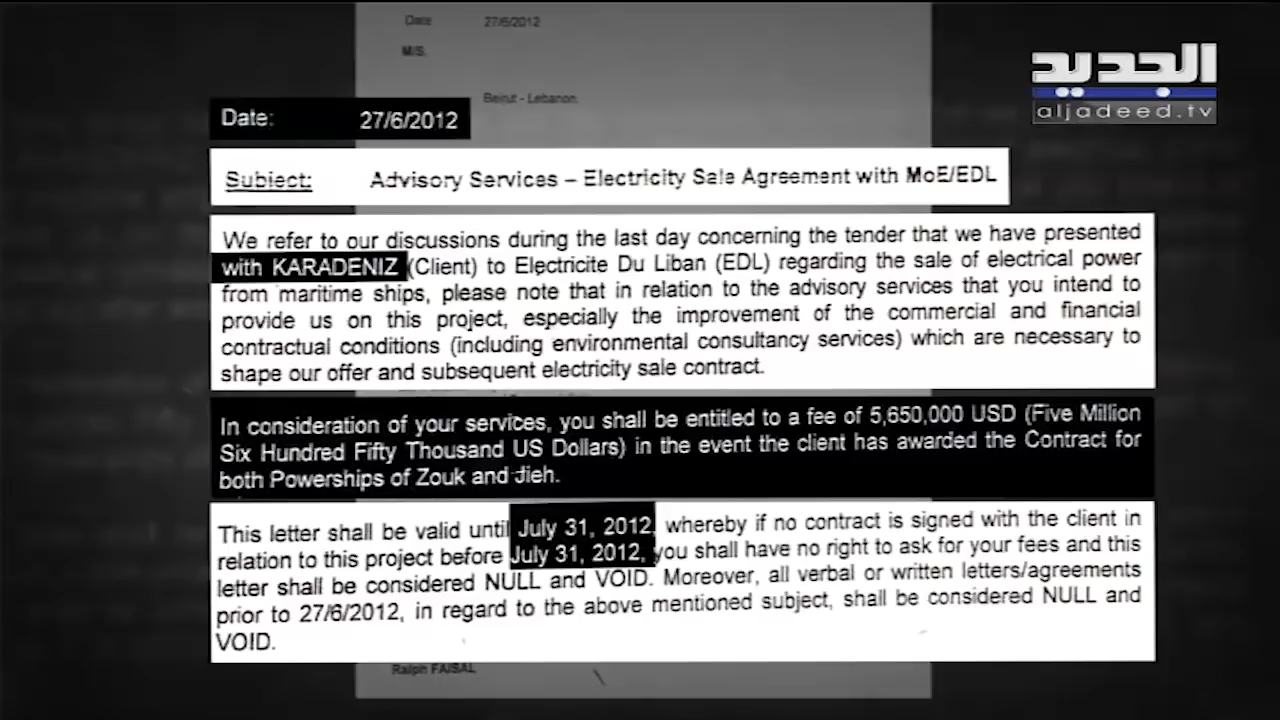 Date
27/6/2012
M/S.
Beirut - Lebanon
الجديد
aljadeed.tv
Date: 27/6/2012
Subject: Advisory Services – Electricity Sale Agreement with MoE/EDL
We refer to our discussions during the last day concerning the tender that we have presented
with KARADENIZ (Client) to Electricite Du Liban (EDL) regarding the sale of electrical power
from maritime ships, please note that in relation to the advisory services that you intend to
provide us on this project, especially the improvement of the commercial and financial
contractual conditions (including environmental consultancy services) which are necessary to
shape our offer and subsequent electricity sale contract.
In consideration of your services, you shall be entitled to a fee of 5,650,000 USD (Five Million
Six Hundred Fifty Thousand US Dollars) in the event the client has awarded the Contract for
both Powerships of Zouk and Jieh.
This letter shall be valid until July 31, 2012, whereby if no contract is signed with the client in
relation to this project before July 31, 2012, you shall have no right to ask for your fees and this
letter shall be considered NULL and VOID. Moreover, all verbal or written letters/agreements
prior to 27/6/2012, in regard to the above mentioned subject, shall be considered NULL and
VOID.
Ralph FAISAL